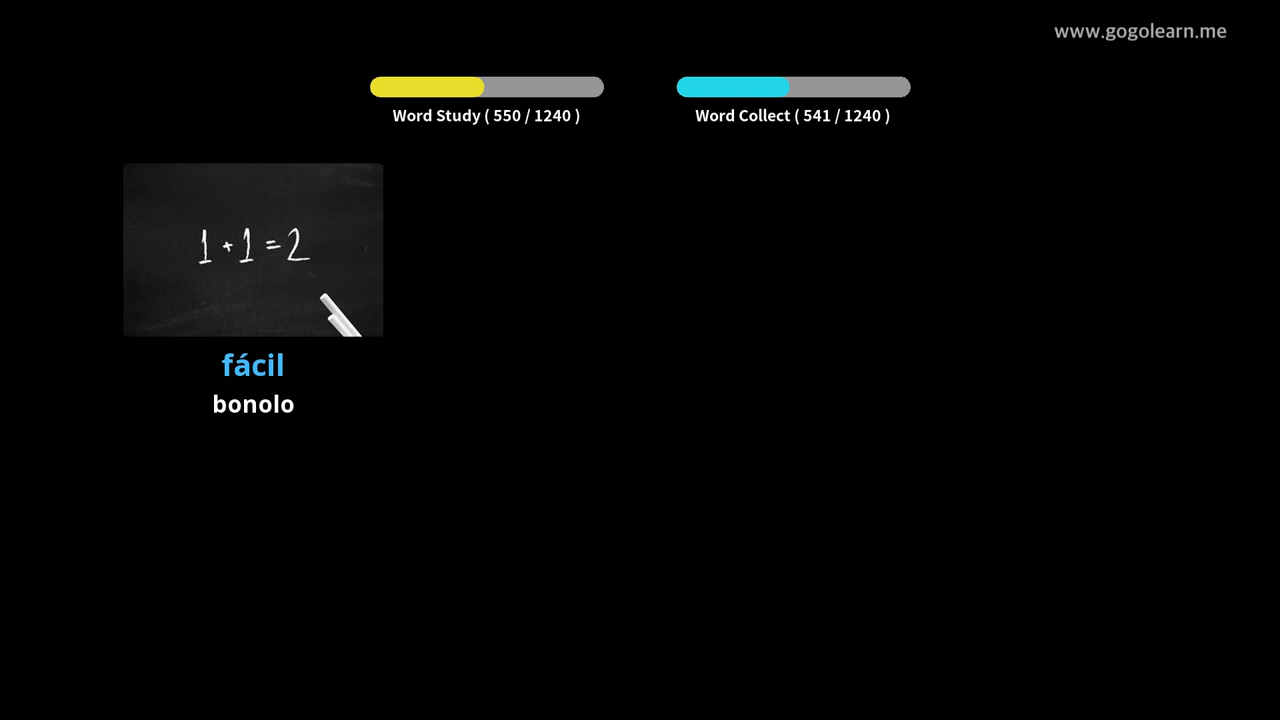 www.gogolearn.me
Word Study ( 550 / 1240 )
Word Collect ( 541 / 1240 )
1 + 1 = 2
fácil
bonolo